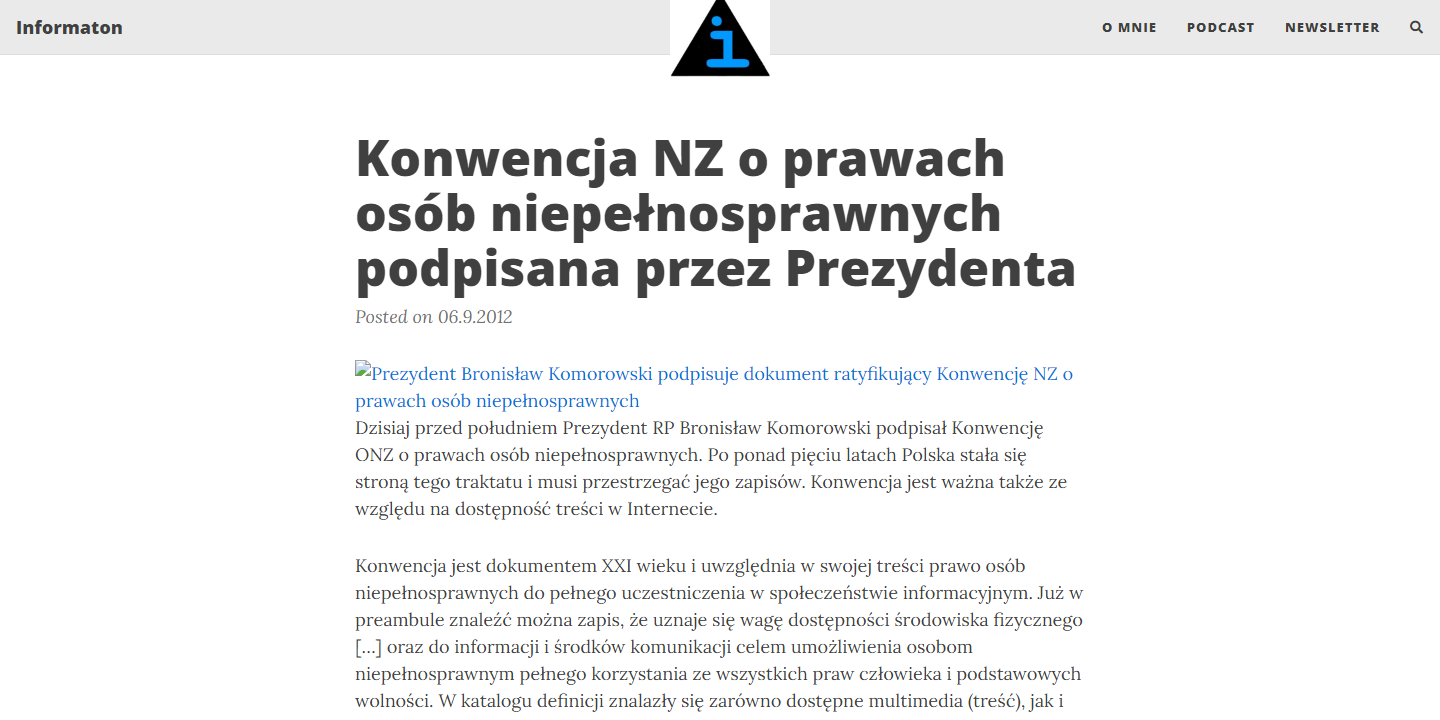 Informaton
i
O MNIE
PODCAST
NEWSLETTER
Konwencja NZ o prawach
osób niepełnosprawnych
podpisana przez Prezydenta
Posted on 06.9.2012
Prezydent Bronisław Komorowski podpisuje dokument ratyfikujący Konwencję NZ o
prawach osób niepełnosprawnych
Dzisiaj przed południem Prezydent RP Bronisław Komorowski podpisał Konwencję
ONZ o prawach osób niepełnosprawnych. Po ponad pięciu latach Polska stała się
stroną tego traktatu i musi przestrzegać jego zapisów. Konwencja jest ważna także ze
względu na dostępność treści w Internecie.
Konwencja jest dokumentem XXI wieku i uwzględnia w swojej treści prawo osób
niepełnosprawnych do pełnego uczestniczenia w społeczeństwie informacyjnym. Już w
preambule znaleźć można zapis, że uznaje się wagę dostępności środowiska fizycznego
[…] oraz do informacji i środków komunikacji celem umożliwienia osobom
niepełnosprawnym pełnego korzystania ze wszystkich praw człowieka i podstawowych
wolności. W katalogu definicji znalazły się zarówno dostępne multimedia (treść), jak i